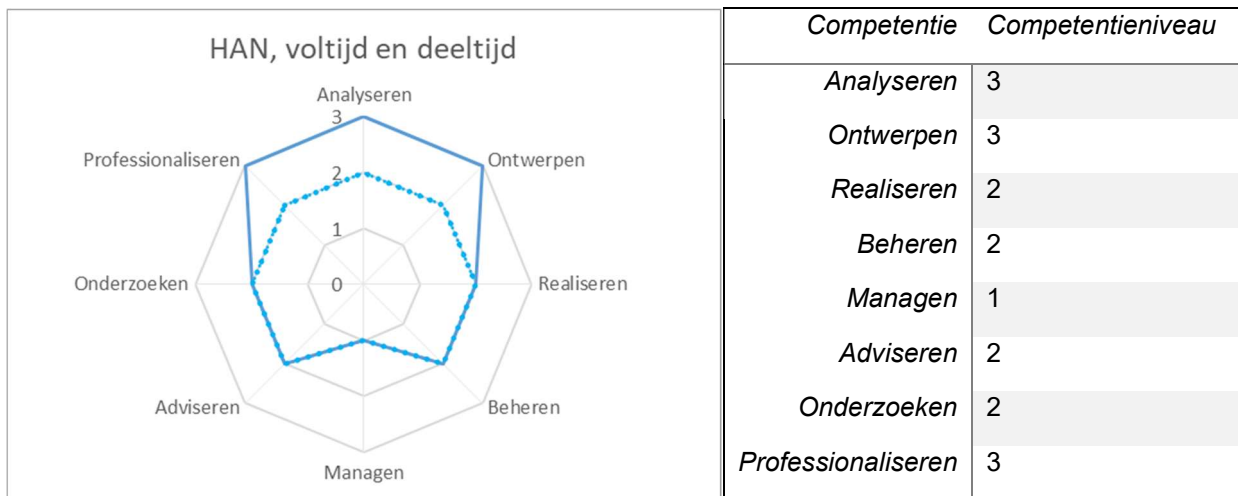 HAN, voltijd en deeltijd
Analyseren
3
Professionaliseren
Ontwerpen
2
1
Onderzoeken
0
Realiseren
Adviseren
Beheren
Managen
Competentie Competentieniveau
Analyseren 3
Ontwerpen 3
Realiseren 2
Beheren 2
Managen 1
Adviseren 2
Onderzoeken 2
Professionaliseren 3